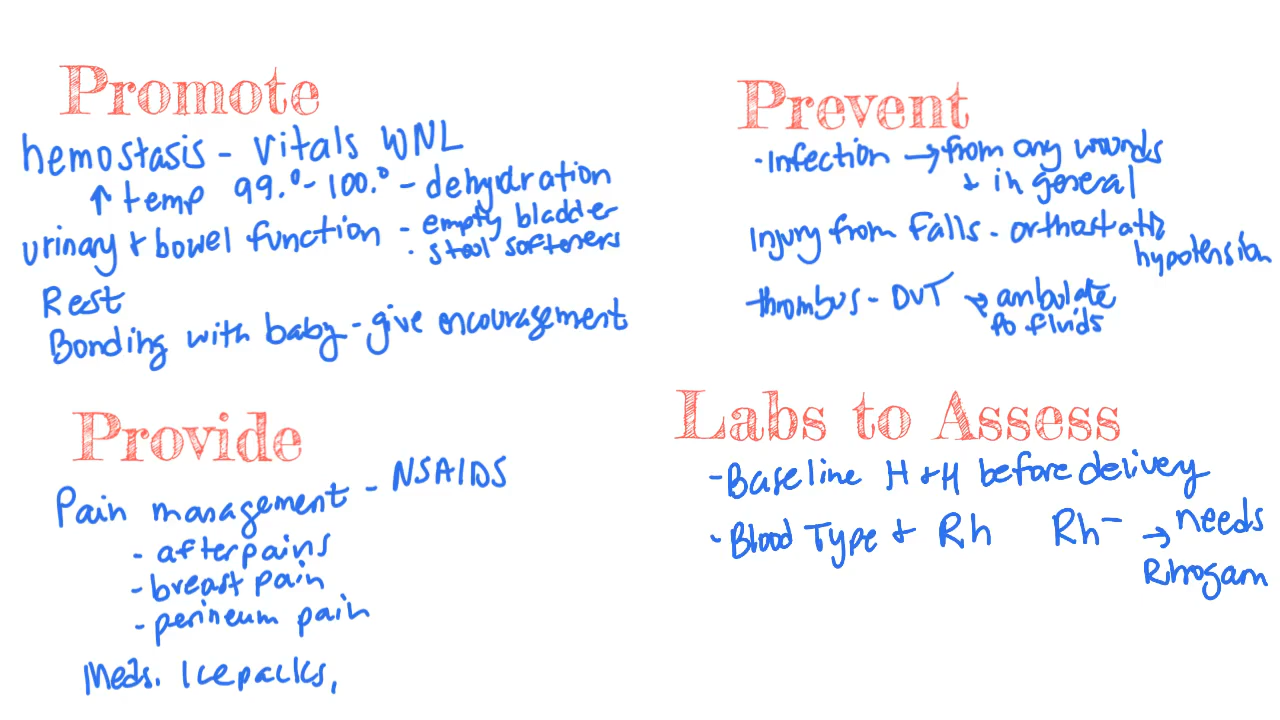 Promote
hemostasis - Vitals WNL
↑ temp 99.° - 100.° - dehydration
urinary + bowel function - empty bladder
· stool softeners
Rest
Bonding with baby - give encouragement
Prevent
· Infection → from any wounds
+ in general
Injury from Falls - orthostatic
hypotension
thrombus - DVT → ambulate
Po fluids
Provide
Pain management - NSAIDS
- afterpains
- breast pain
- perineum pain
Meds. Icepacks,
Labs to Assess
- Baseline H + H before delivery
· Blood Type + Rh Rh⁻ → needs
Rhogam